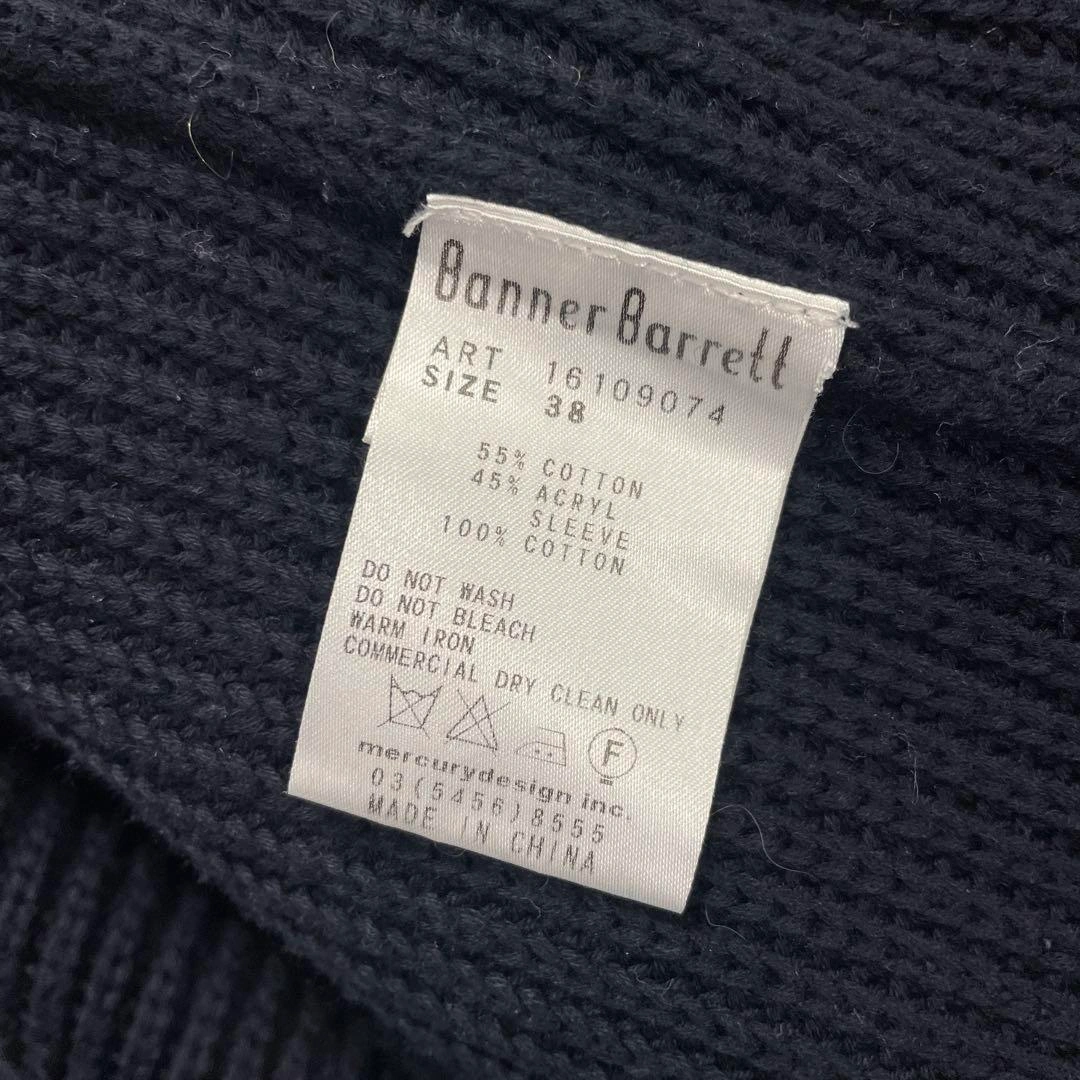 Banner Barrett
ART 16109074
SIZE 38
55% COTTON
45% ACRYL
SLEEVE
100% COTTON
DO NOT WASH
DO NOT BLEACH
WARM IRON
COMMERCIAL DRY CLEAN ONLY
F
mercurydesign inc.
03(5456)8555
MADE IN CHINA